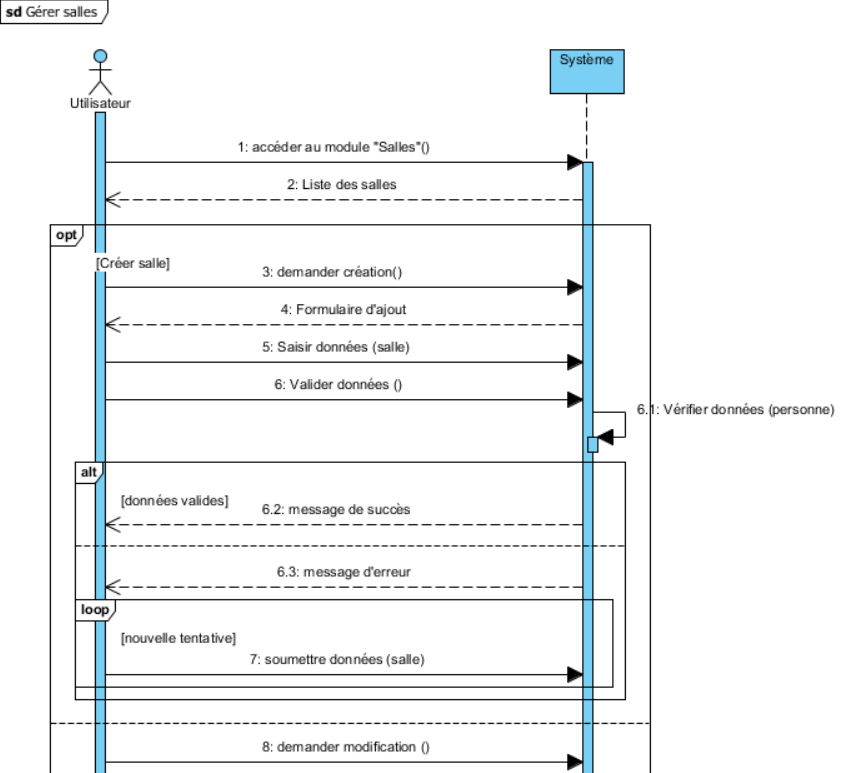 sd Gérer salles
Utilisateur
Système
1: accéder au module "Salles"()
2: Liste des salles
opt
[Créer salle]
3: demander création()
4: Formulaire d'ajout
5: Saisir données (salle)
6: Valider données ()
6.1: Vérifier données (personne)
alt
[données valides]
6.2: message de succès
6.3: message d'erreur
loop
[nouvelle tentative]
7: soumettre données (salle)
8: demander modification ()